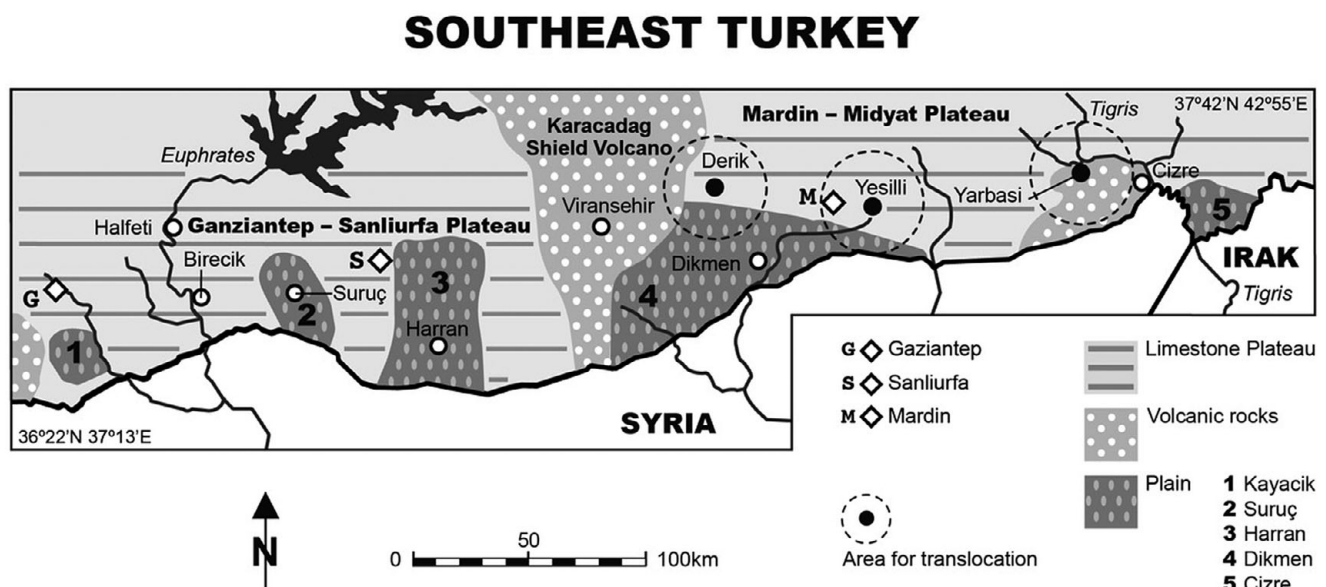 SOUTHEAST TURKEY
37º42'N 42º55'E
Mardin – Midyat Plateau
Tigris
Karacadag
Shield Volcano
Euphrates
Derik
Cizre
Yesilli
M
Yarbasi
Viransehir
Halfeti
Ganziantep – Sanliurfa Plateau
5
Birecik
S
Dikmen
IRAK
G
3
Suruç
4
Tigris
2
Harran
1
SYRIA
36º22'N 37º13'E
G Gaziantep
S Sanliurfa
M Mardin
Limestone Plateau
Volcanic rocks
Plain
1 Kayacik
2 Suruç
3 Harran
4 Dikmen
5 Cizre
Area for translocation
N
0 50 100km